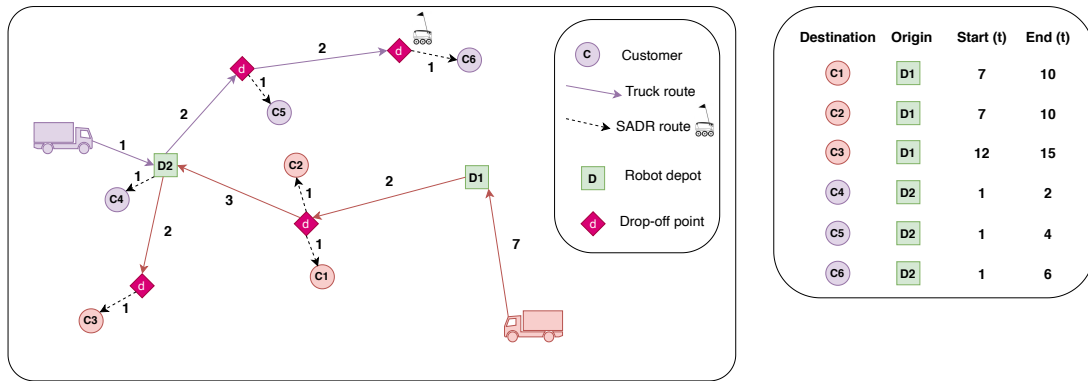 2
1
C6
d
d
1
C5
2
1
D2
1
C4
C2
1
3
2
D1
d
1
C1
7
2
d
1
C3
C Customer
Truck route
SADR route
D Robot depot
d Drop-off point
Destination Origin Start (t) End (t)
C1 D1 7 10
C2 D1 7 10
C3 D1 12 15
C4 D2 1 2
C5 D2 1 4
C6 D2 1 6